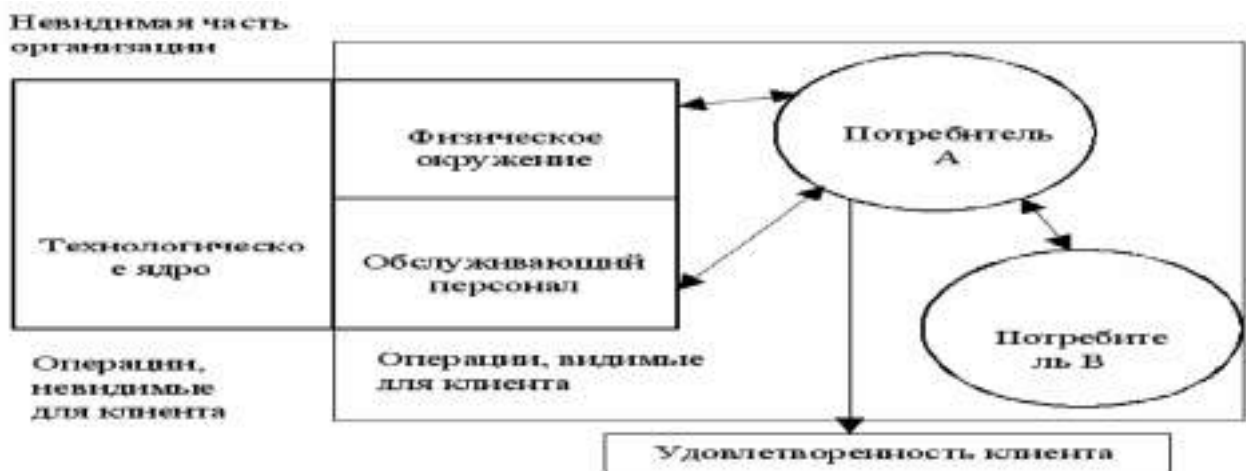 Невидимая часть
организации
Физическое
окружение
Потребитель
А
Технологическо
е ядро
Обслуживающий
персонал
Потребите
ль В
Операции,
невидимые
для клиента
Операции, видимые
для клиента
Удовлетворенность клиента